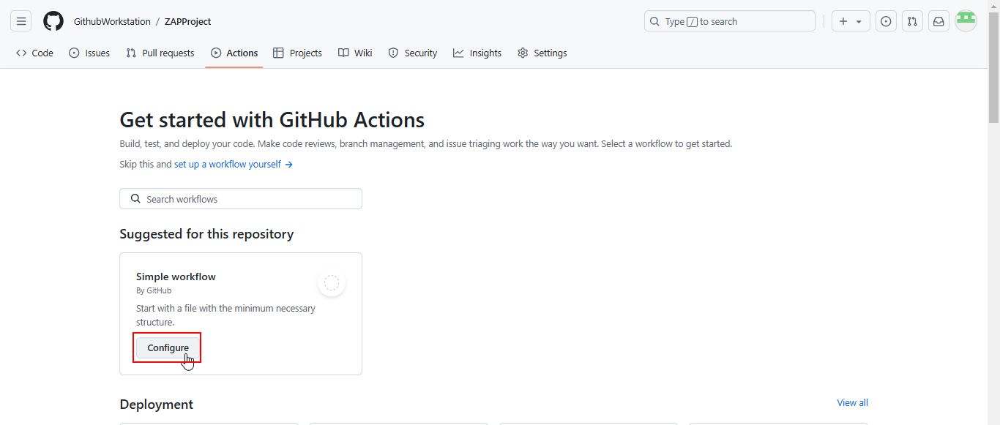 GithubWorkstation / ZAPProject
Type / to search
Code Issues Pull requests Actions Projects Wiki Security Insights Settings
Get started with GitHub Actions
Build, test, and deploy your code. Make code reviews, branch management, and issue triaging work the way you want. Select a workflow to get started.
Skip this and set up a workflow yourself →
Search workflows
Suggested for this repository
Simple workflow
By GitHub
Start with a file with the minimum necessary
structure.
Configure
Deployment View all